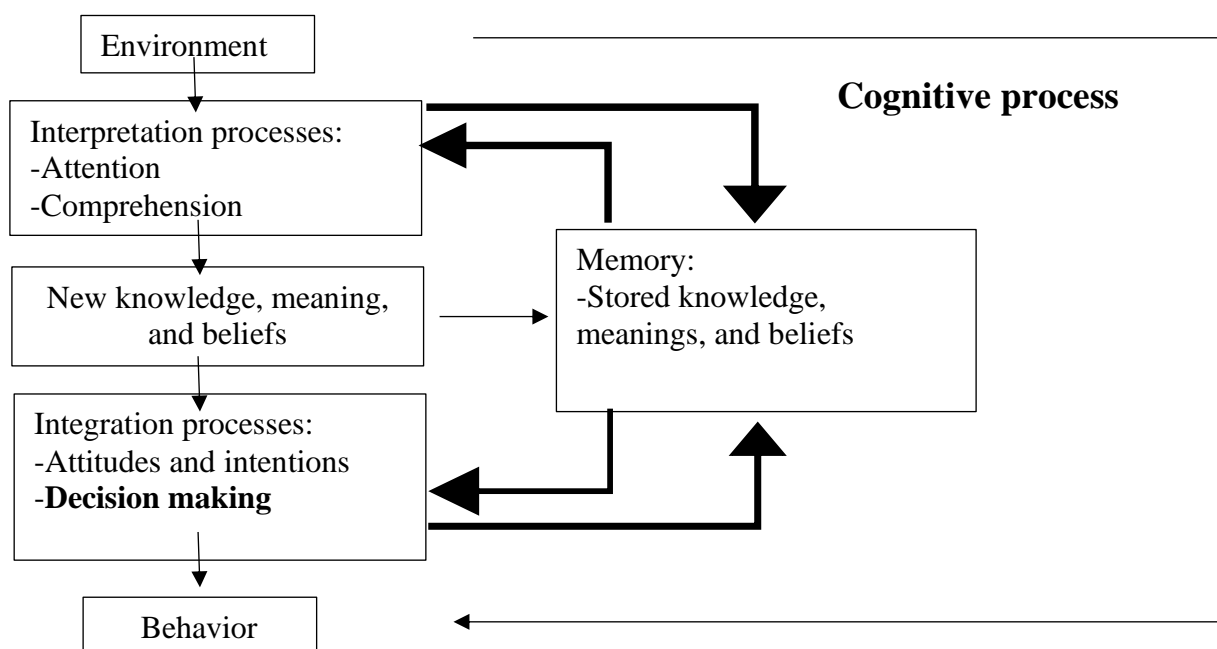 Environment
Cognitive process
Interpretation processes:
-Attention
-Comprehension
Memory:
-Stored knowledge,
meanings, and beliefs
New knowledge, meaning,
and beliefs
Integration processes:
-Attitudes and intentions
-Decision making
Behavior